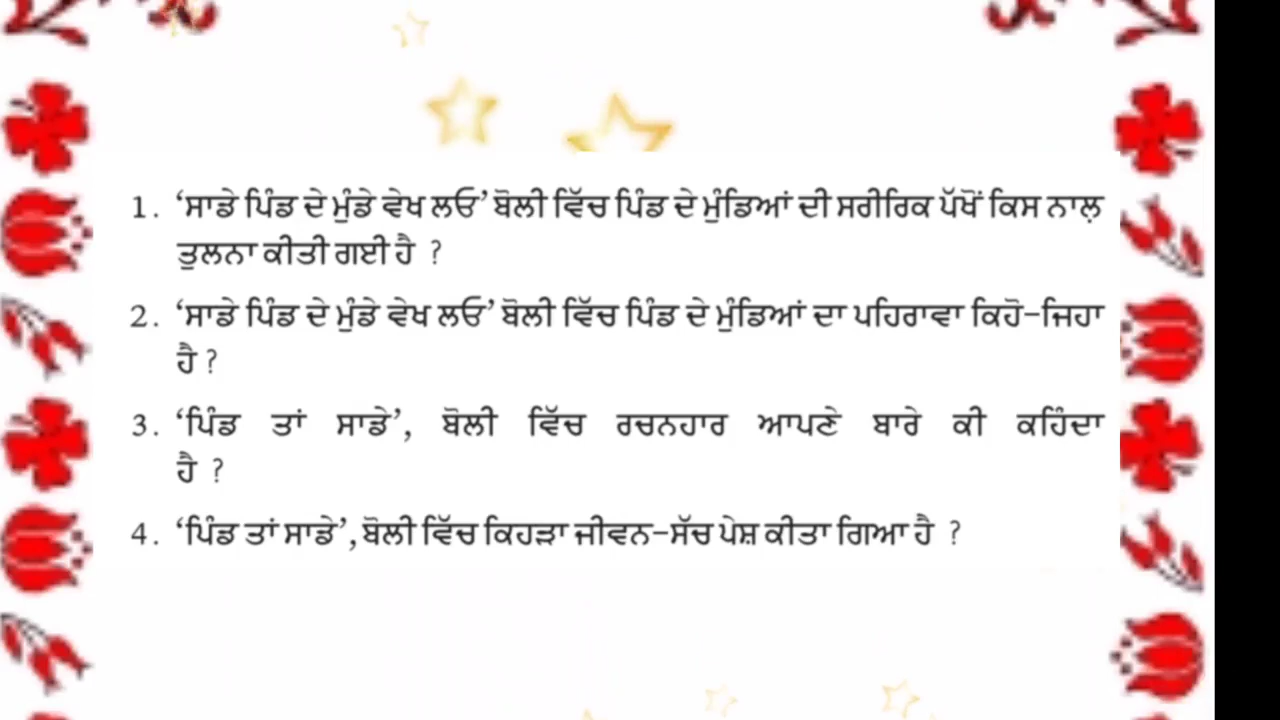 1. ‘ਸਾਡੇ ਪਿੰਡ ਦੇ ਮੁੰਡੇ ਵੇਖ ਲਓ’ ਬੋਲੀ ਵਿੱਚ ਪਿੰਡ ਦੇ ਮੁੰਡਿਆਂ ਦੀ ਸਰੀਰਿਕ ਪੱਖੋਂ ਕਿਸ ਨਾਲ਼
ਤੁਲਨਾ ਕੀਤੀ ਗਈ ਹੈ ?
2. ‘ਸਾਡੇ ਪਿੰਡ ਦੇ ਮੁੰਡੇ ਵੇਖ ਲਓ’ ਬੋਲੀ ਵਿੱਚ ਪਿੰਡ ਦੇ ਮੁੰਡਿਆਂ ਦਾ ਪਹਿਰਾਵਾ ਕਿਹੋ-ਜਿਹਾ
ਹੈ ?
3. ‘ਪਿੰਡ ਤਾਂ ਸਾਡੇ’, ਬੋਲੀ ਵਿੱਚ ਰਚਨਹਾਰ ਆਪਣੇ ਬਾਰੇ ਕੀ ਕਹਿੰਦਾ
ਹੈ ?
4. ‘ਪਿੰਡ ਤਾਂ ਸਾਡੇ’, ਬੋਲੀ ਵਿੱਚ ਕਿਹੜਾ ਜੀਵਨ-ਸੱਚ ਪੇਸ਼ ਕੀਤਾ ਗਿਆ ਹੈ ?